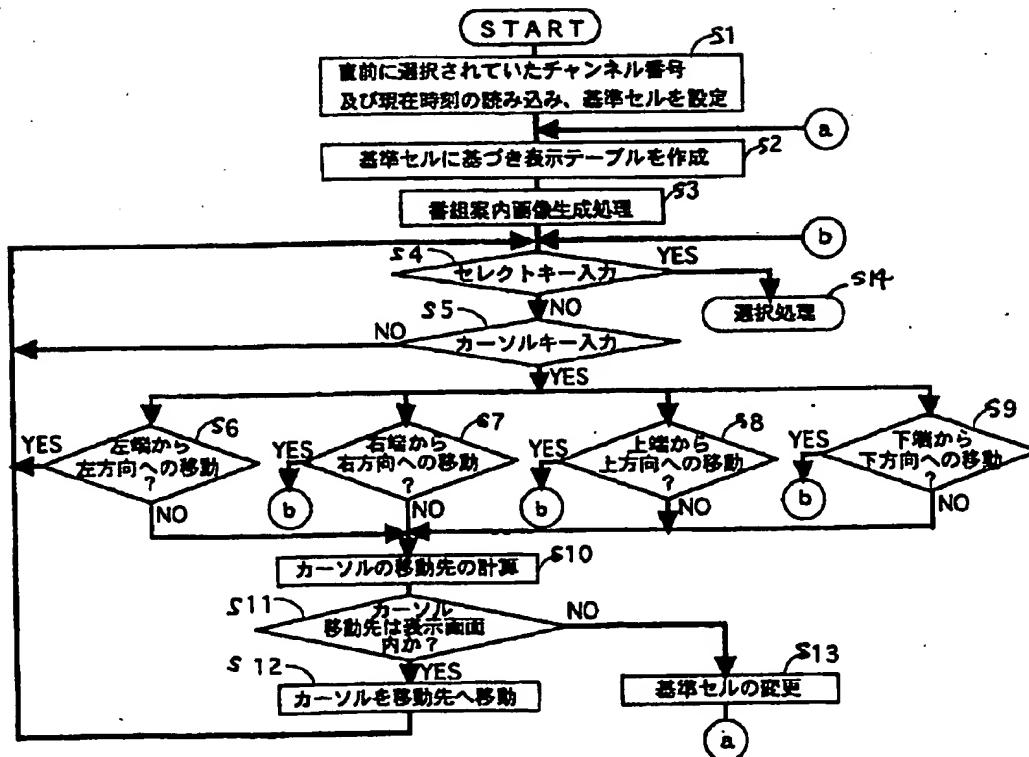 START
S1
直前に選択されていたチャンネル番号
及び現在時刻の読み込み、基準セルを設定
a
S2
基準セルに基づき表示テーブルを作成
S3
番組案内画像生成処理
b
S4
セレクトキー入力
YES
S14
選択処理
NO
S5
カーソルキー入力
NO
YES
S6
左端から
左方向への移動
?
YES
NO
S7
右端から
右方向への移動
?
YES
b
NO
S8
上端から
上方向への移動
?
YES
b
NO
S9
下端から
下方向への移動
?
YES
b
NO
S10
カーソルの移動先の計算
S11
カーソル
移動先は表示画面
内か?
NO
YES
S12
カーソルを移動先へ移動
S13
基準セルの変更
a